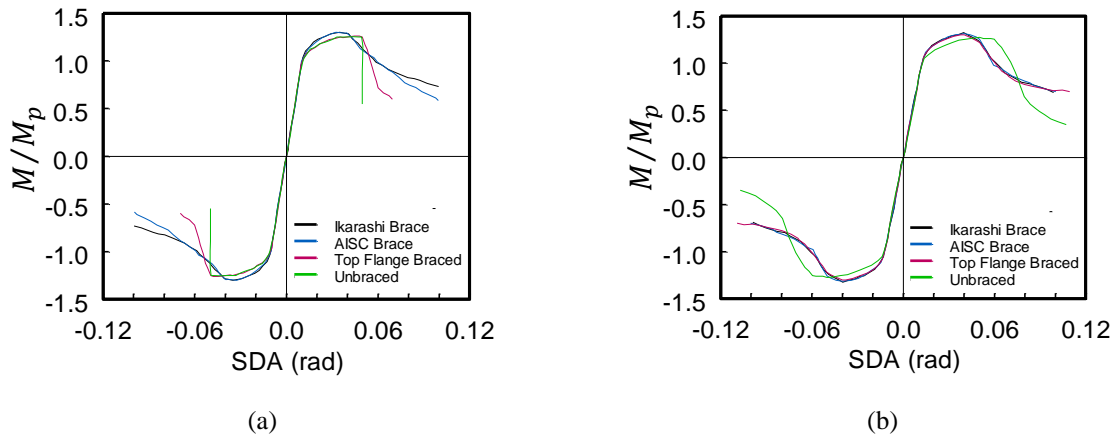 1.5
1.0
0.5
0.0
-0.5
-1.0
-1.5
M/Mp
Ikarashi Brace
AISC Brace
Top Flange Braced
Unbraced
-0.12 -0.06 0.0 0.06 0.12
SDA (rad)
(a)
1.5
1.0
0.5
0.0
-0.5
-1.0
-1.5
M/Mp
Ikarashi Brace
AISC Brace
Top Flange Braced
Unbraced
-0.12 -0.06 0.0 0.06 0.12
SDA (rad)
(b)